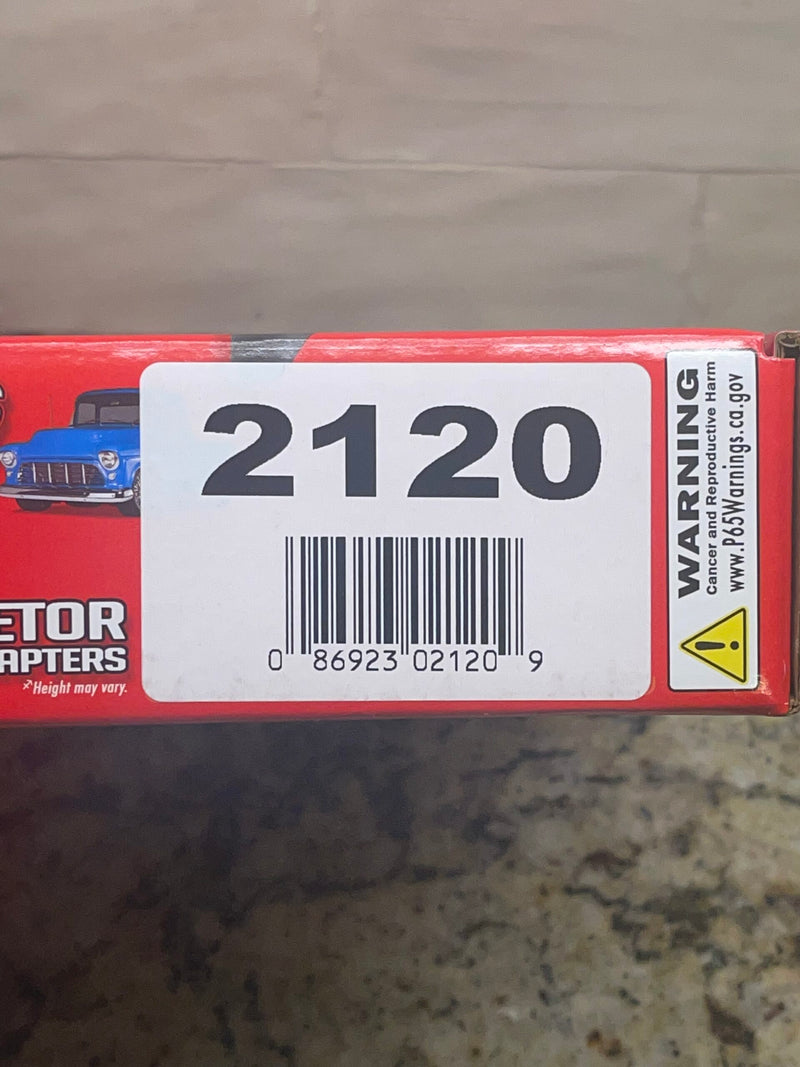 2120
0 86923 02120 9
ETOR
APTERS
*Height may vary.
WARNING
Cancer and Reproductive Harm
www.P65Warnings.ca.gov
!